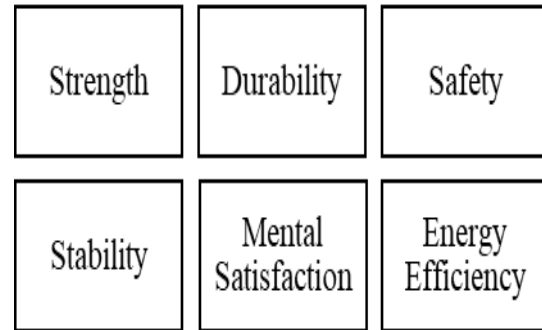 Strength
Durability
Safety
Stability
Mental
Satisfaction
Energy
Efficiency